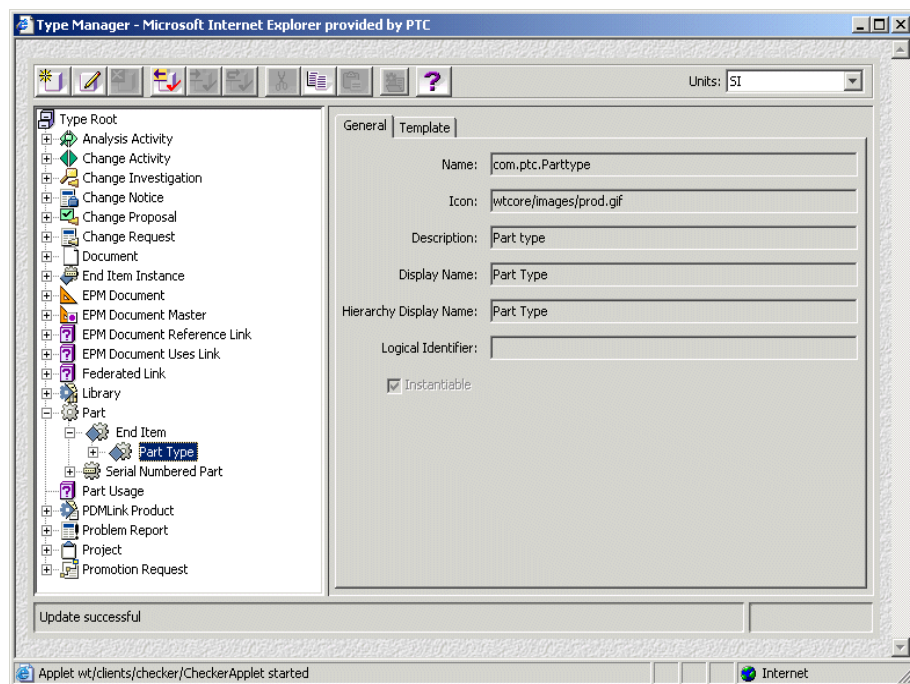 Type Manager - Microsoft Internet Explorer provided by PTC
Units: SI
Type Root
Analysis Activity
Change Activity
Change Investigation
Change Notice
Change Proposal
Change Request
Document
End Item Instance
EPM Document
EPM Document Master
EPM Document Reference Link
EPM Document Uses Link
Federated Link
Library
Part
End Item
Part Type
Serial Numbered Part
Part Usage
PDMLink Product
Problem Report
Project
Promotion Request
General Template
Name: com.ptc.Parttype
Icon: wtcore/images/prod.gif
Description: Part type
Display Name: Part Type
Hierarchy Display Name: Part Type
Logical Identifier:
Instantiable
Update successful
Applet wt/clients/checker/CheckerApplet started
Internet